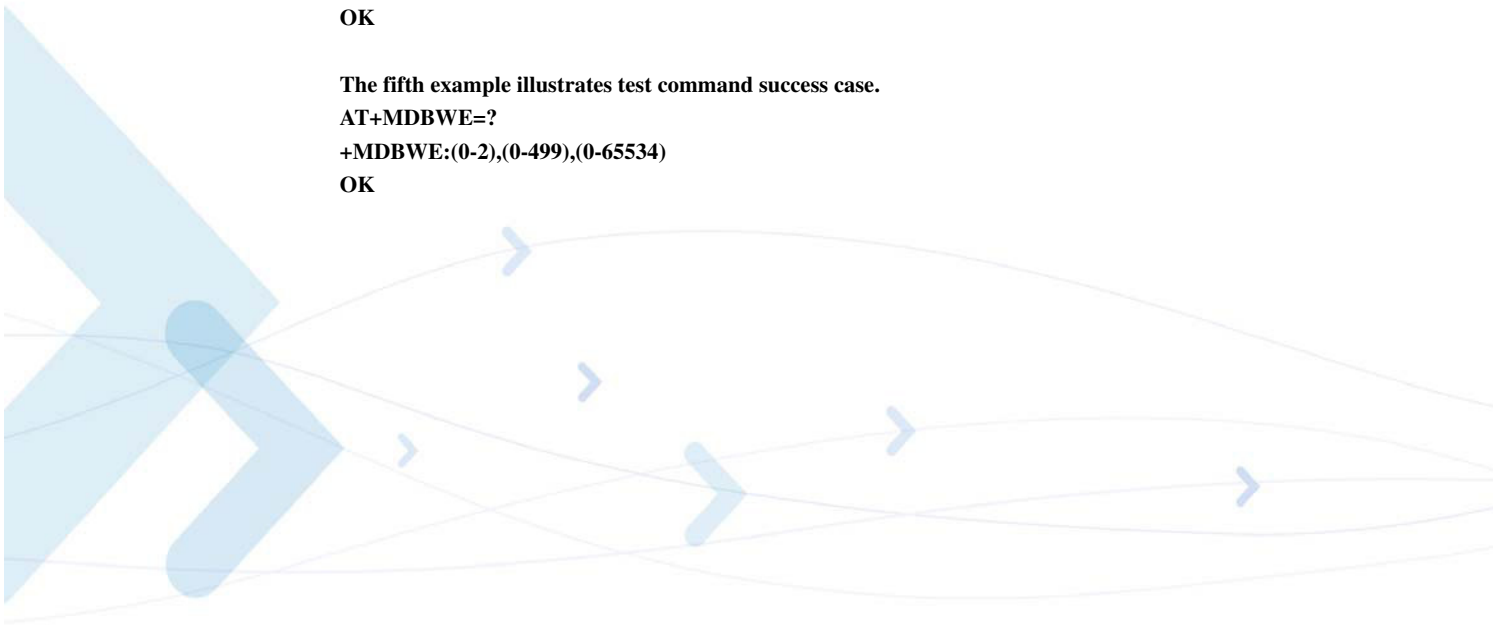 OK
The fifth example illustrates test command success case.
AT+MDBWE=?
+MDBWE:(0-2),(0-499),(0-65534)
OK